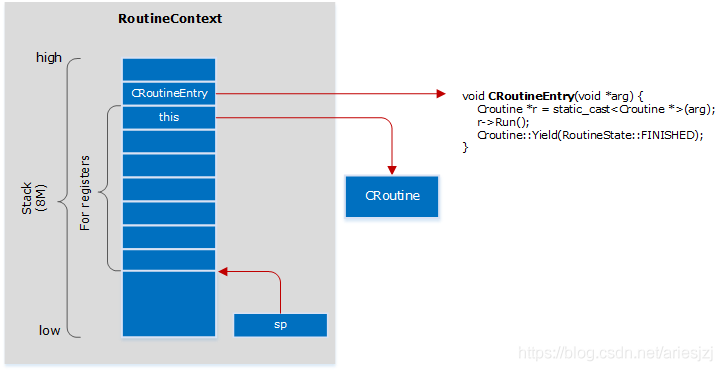 RoutineContext
high
CRoutineEntry
this
Stack
(8M)
For registers
low
sp
void CRoutineEntry(void *arg) {
Croutine *r = static_cast<Croutine *>(arg);
r->Run();
Croutine::Yield(RoutineState::FINISHED);
}
CRoutine
https://blog.csdn.net/ariesjzj